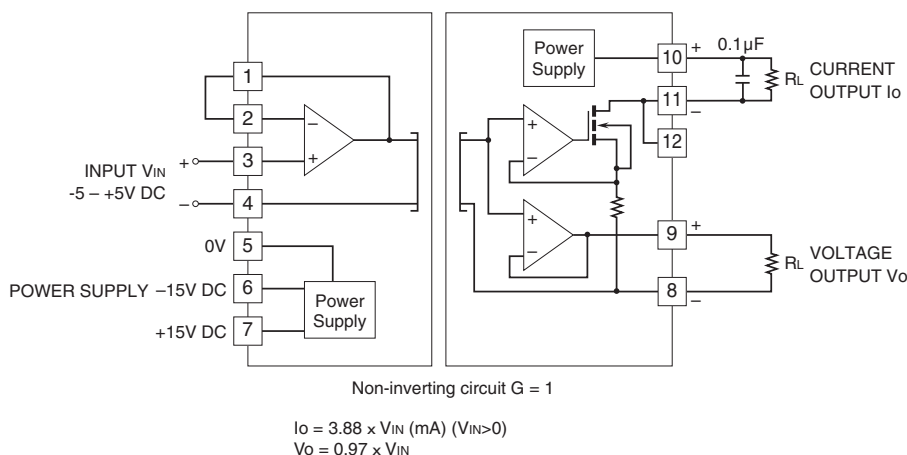 Power
Supply
10
+
0.1µF
RL
CURRENT
OUTPUT Io
11
–
12
1
2
3
4
–
+
INPUT VIN
-5 – +5V DC
+
–
+
–
+
–
5
0V
6
POWER SUPPLY –15V DC
7
+15V DC
Power
Supply
9
+
RL
VOLTAGE
OUTPUT Vo
8
–
Non-inverting circuit G = 1
Io = 3.88 x VIN (mA) (VIN>0)
Vo = 0.97 x VIN